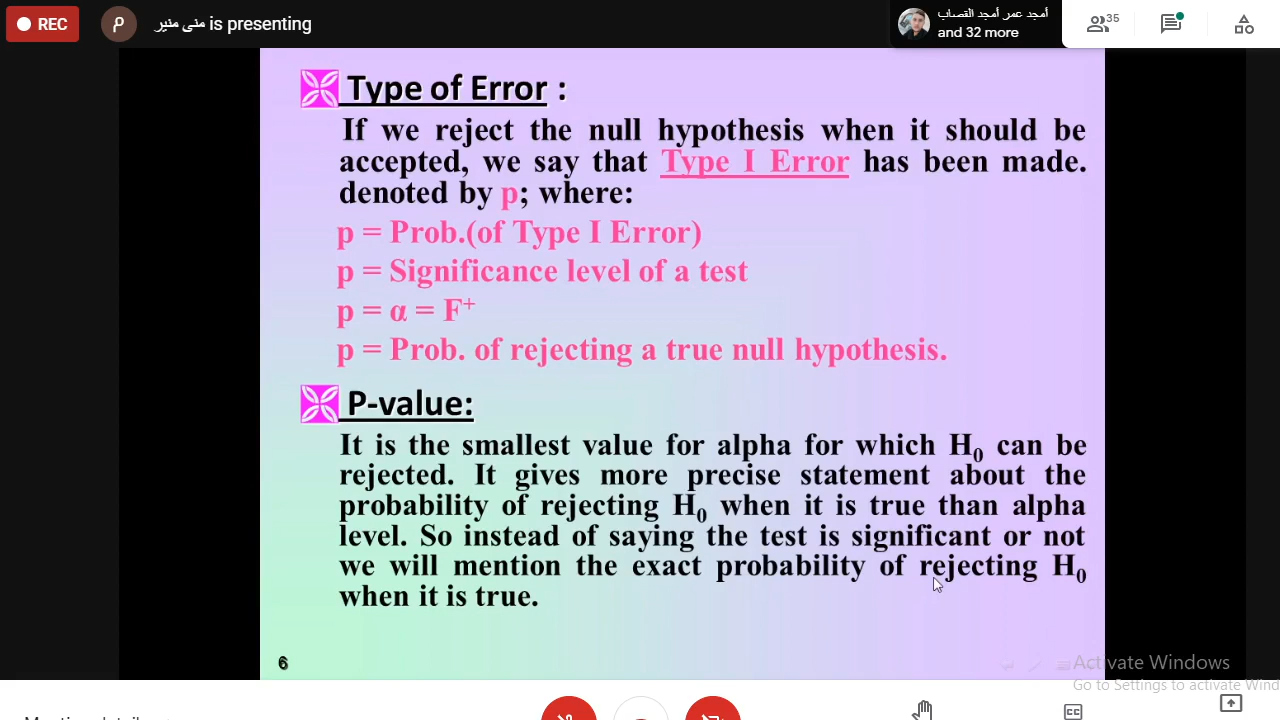 REC
م
منى منير is presenting
أمجد عمر أمجد القصاب
and 32 more
35
Type of Error :
If we reject the null hypothesis when it should be
accepted, we say that Type I Error has been made.
denoted by p; where:
p = Prob.(of Type I Error)
p = Significance level of a test
p = α = F⁺
p = Prob. of rejecting a true null hypothesis.
P-value:
It is the smallest value for alpha for which H₀ can be
rejected. It gives more precise statement about the
probability of rejecting H₀ when it is true than alpha
level. So instead of saying the test is significant or not
we will mention the exact probability of rejecting H₀
when it is true.
6
Activate Windows
Go to Settings to activate Wind
CC